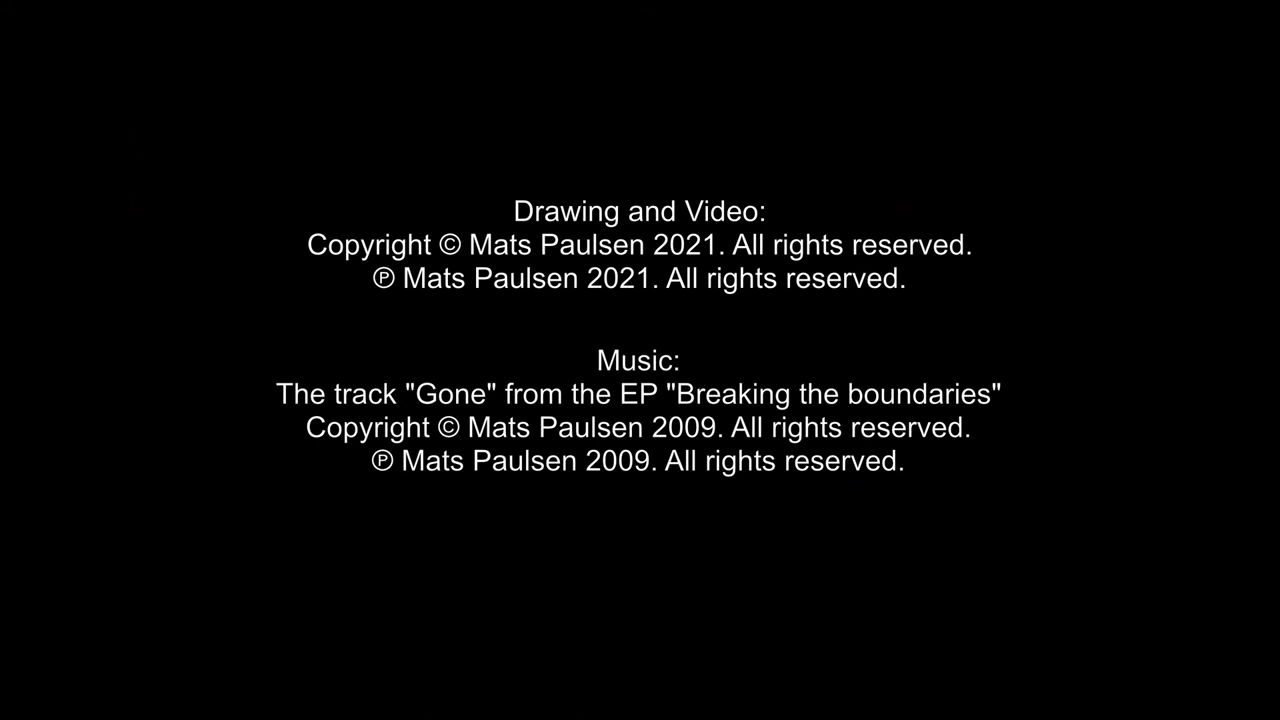 Drawing and Video:
Copyright © Mats Paulsen 2021. All rights reserved.
℗ Mats Paulsen 2021. All rights reserved.
Music:
The track "Gone" from the EP "Breaking the boundaries"
Copyright © Mats Paulsen 2009. All rights reserved.
℗ Mats Paulsen 2009. All rights reserved.